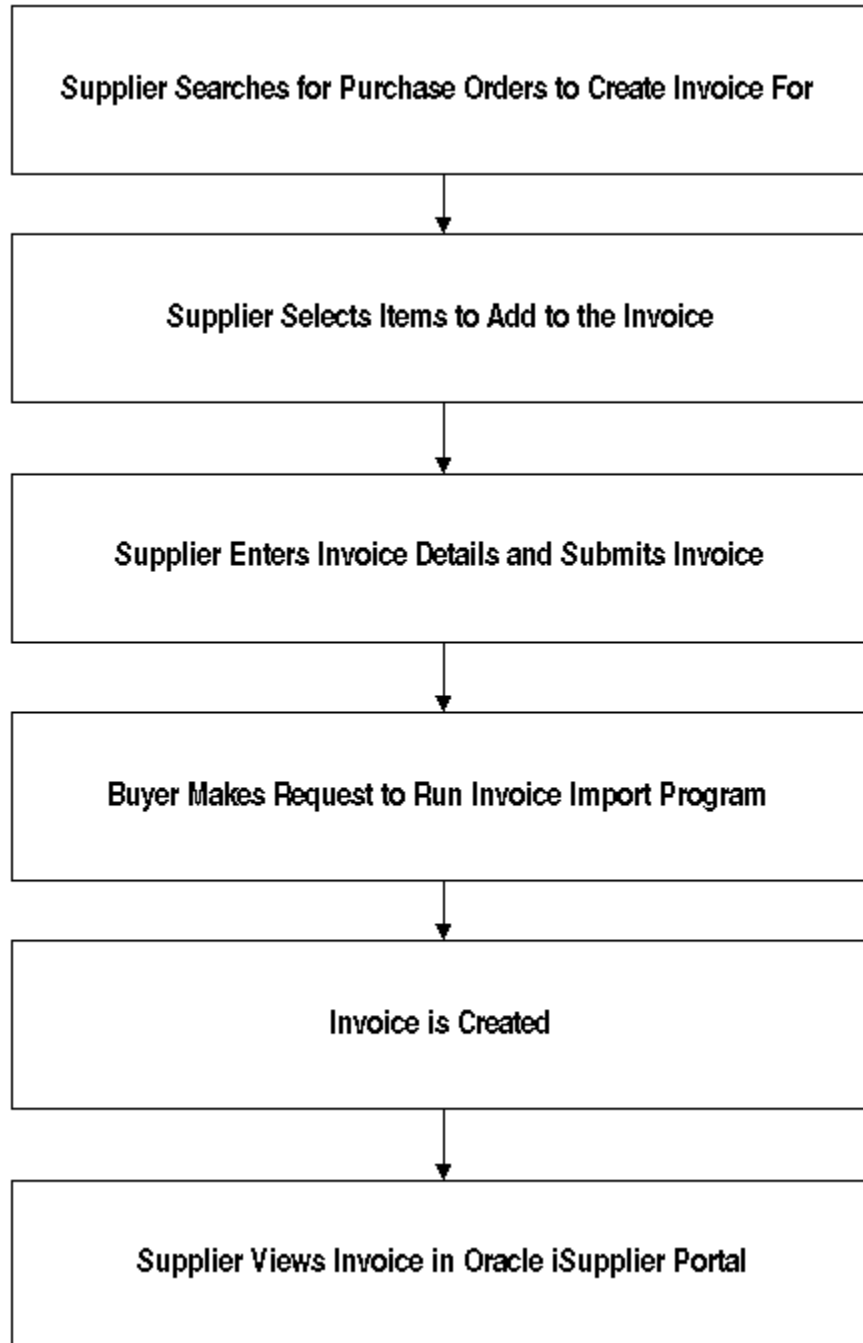 Supplier Searches for Purchase Orders to Create Invoice For
Supplier Selects Items to Add to the Invoice
Supplier Enters Invoice Details and Submits Invoice
Buyer Makes Request to Run Invoice Import Program
Invoice is Created
Supplier Views Invoice in Oracle iSupplier Portal